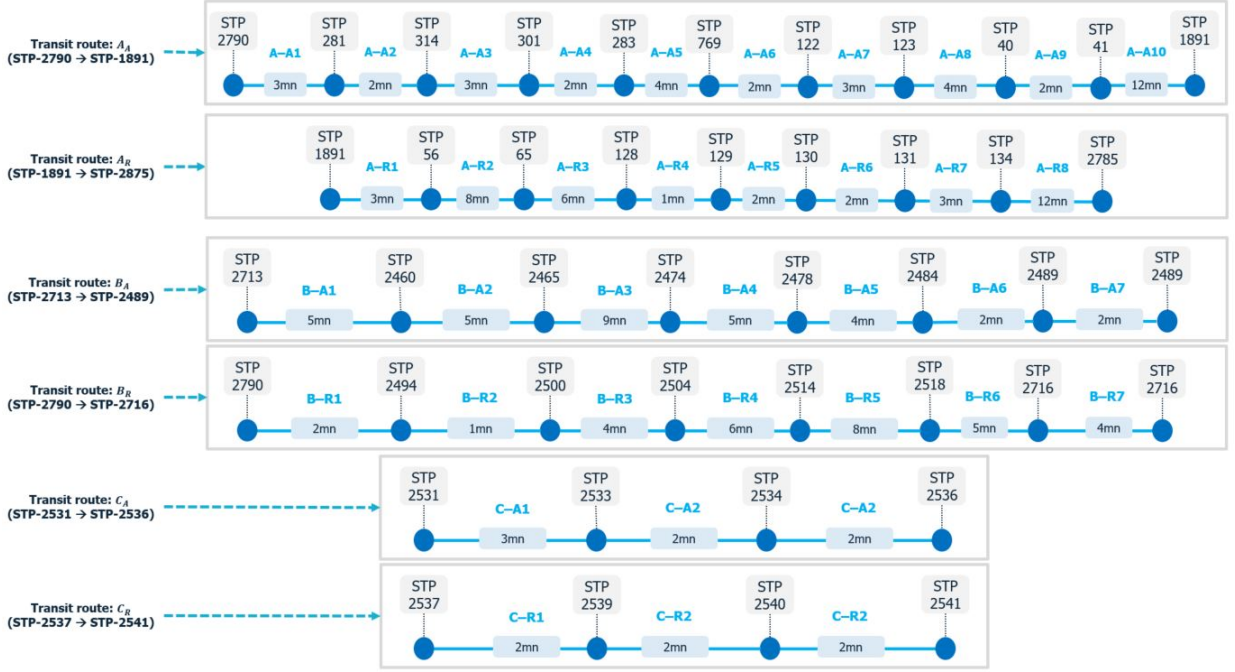 Transit route: A_A
(STP-2790 → STP-1891)
STP 2790
STP 281
STP 314
STP 301
STP 283
STP 769
STP 122
STP 123
STP 40
STP 41
STP 1891
A–A1 A–A2 A–A3 A–A4 A–A5 A–A6 A–A7 A–A8 A–A9 A–A10
3mn 2mn 3mn 2mn 4mn 2mn 3mn 4mn 2mn 12mn
Transit route: A_R
(STP-1891 → STP-2875)
STP 1891
STP 56
STP 65
STP 128
STP 129
STP 130
STP 131
STP 134
STP 2785
A–R1 A–R2 A–R3 A–R4 A–R5 A–R6 A–R7 A–R8
3mn 8mn 6mn 1mn 2mn 2mn 3mn 12mn
Transit route: B_A
(STP-2713 → STP-2489)
STP 2713
STP 2460
STP 2465
STP 2474
STP 2478
STP 2484
STP 2489
STP 2489
B–A1 B–A2 B–A3 B–A4 B–A5 B–A6 B–A7
5mn 5mn 9mn 5mn 4mn 2mn 2mn
Transit route: B_R
(STP-2790 → STP-2716)
STP 2790
STP 2494
STP 2500
STP 2504
STP 2514
STP 2518
STP 2716
STP 2716
B–R1 B–R2 B–R3 B–R4 B–R5 B–R6 B–R7
2mn 1mn 4mn 6mn 8mn 5mn 4mn
Transit route: C_A
(STP-2531 → STP-2536)
STP 2531
STP 2533
STP 2534
STP 2536
C–A1 C–A2 C–A2
3mn 2mn 2mn
Transit route: C_R
(STP-2537 → STP-2541)
STP 2537
STP 2539
STP 2540
STP 2541
C–R1 C–R2 C–R2
2mn 2mn 2mn